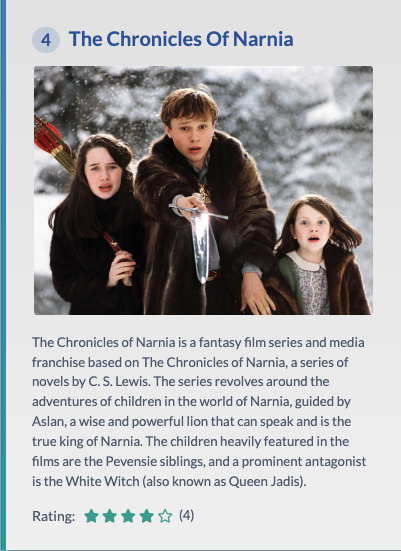 4 The Chronicles Of Narnia
The Chronicles of Narnia is a fantasy film series and media
franchise based on The Chronicles of Narnia, a series of
novels by C. S. Lewis. The series revolves around the
adventures of children in the world of Narnia, guided by
Aslan, a wise and powerful lion that can speak and is the
true king of Narnia. The children heavily featured in the
films are the Pevensie siblings, and a prominent antagonist
is the White Witch (also known as Queen Jadis).
Rating: ★★★★☆ (4)